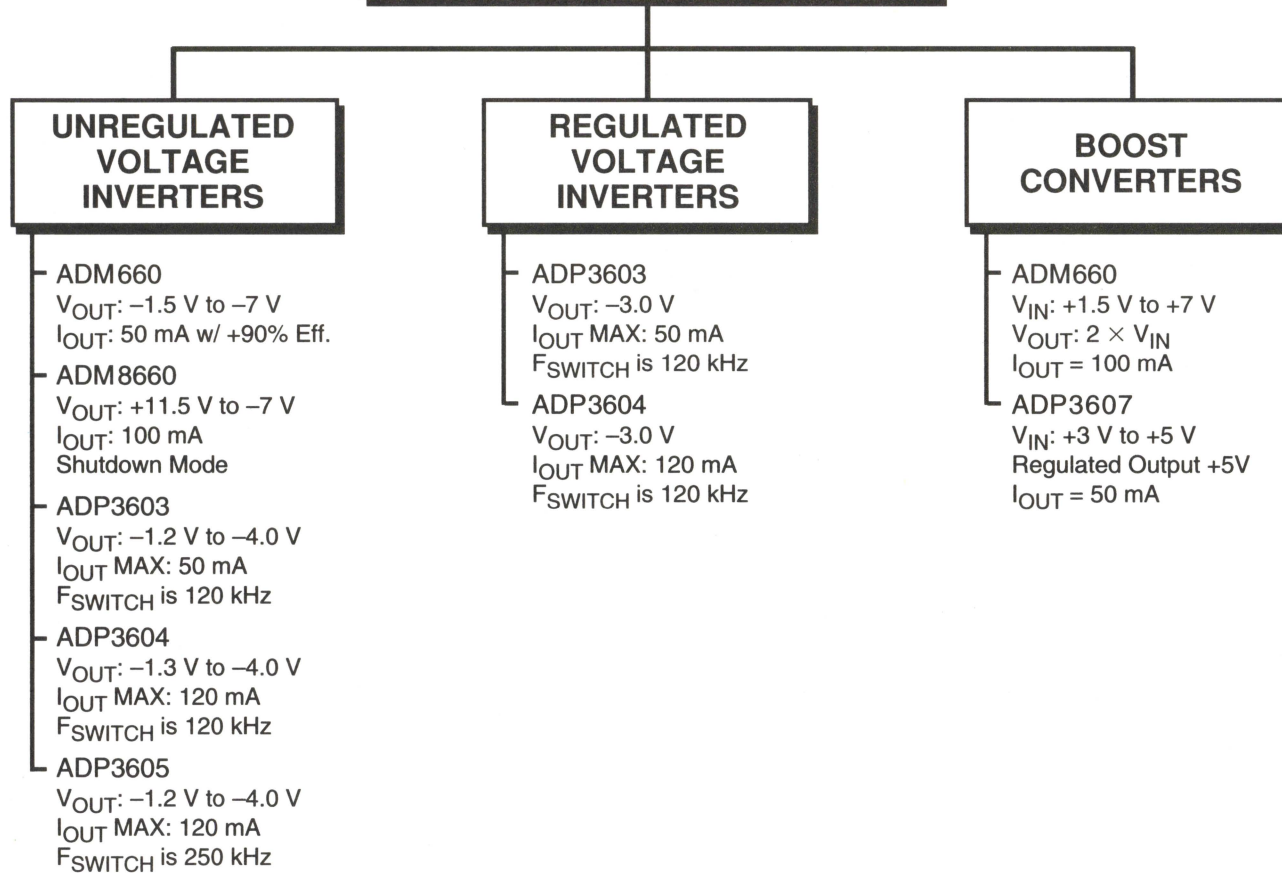 UNREGULATED
VOLTAGE
INVERTERS
ADM660
VOUT: –1.5 V to –7 V
IOUT: 50 mA w/ +90% Eff.
ADM8660
VOUT: +11.5 V to –7 V
IOUT: 100 mA
Shutdown Mode
ADP3603
VOUT: –1.2 V to –4.0 V
IOUT MAX: 50 mA
FSWITCH is 120 kHz
ADP3604
VOUT: –1.3 V to –4.0 V
IOUT MAX: 120 mA
FSWITCH is 120 kHz
ADP3605
VOUT: –1.2 V to –4.0 V
IOUT MAX: 120 mA
FSWITCH is 250 kHz
REGULATED
VOLTAGE
INVERTERS
ADP3603
VOUT: –3.0 V
IOUT MAX: 50 mA
FSWITCH is 120 kHz
ADP3604
VOUT: –3.0 V
IOUT MAX: 120 mA
FSWITCH is 120 kHz
BOOST
CONVERTERS
ADM660
VIN: +1.5 V to +7 V
VOUT: 2 × VIN
IOUT = 100 mA
ADP3607
VIN: +3 V to +5 V
Regulated Output +5V
IOUT = 50 mA